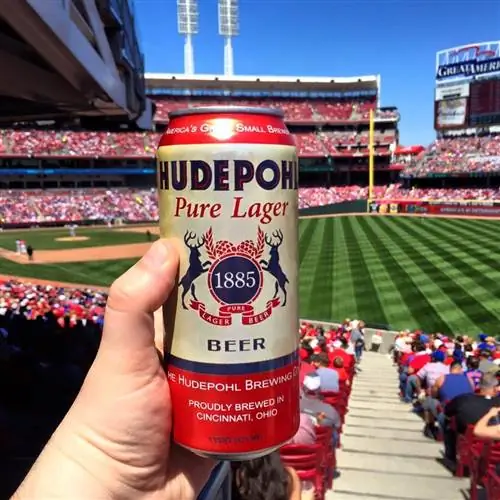 AMERICA'S GREAT SMALL BREW
HUDEPOHL
Pure Lager
1885
PURE
LAGER BEER
BEER
THE HUDEPOHL BREWING CO
PROUDLY BREWED IN
CINCINNATI, OHIO
GREAT AMERICAN